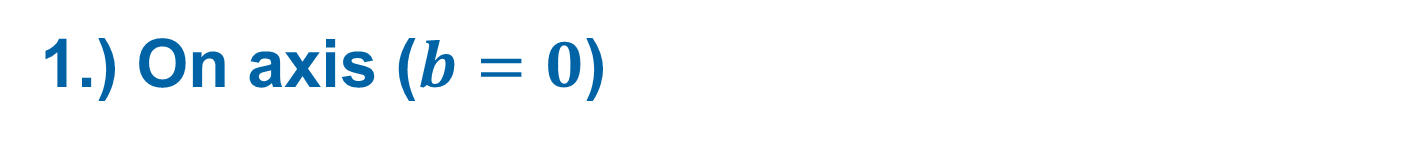 1.) On axis (b = 0)